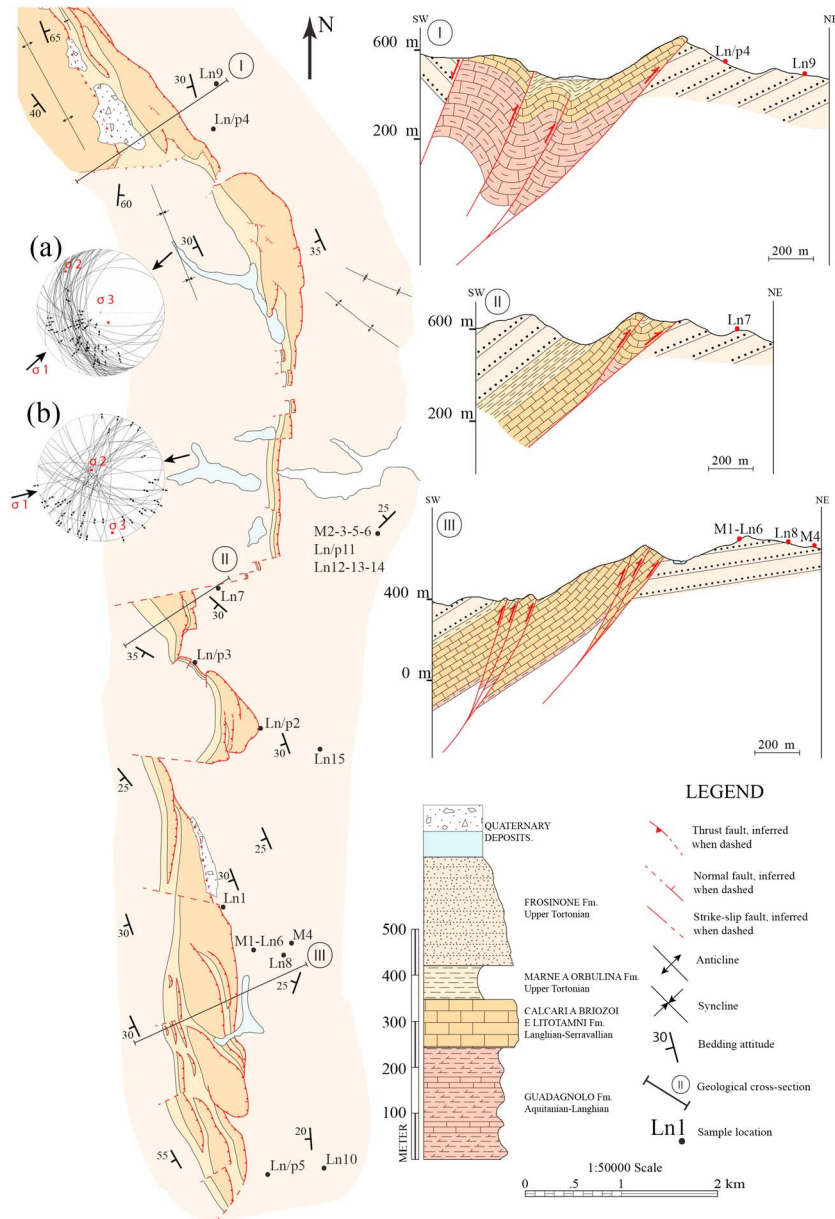 65
40
30
Ln9
I
Ln/p4
N
60
30
35
(a)
σ2
σ3
σ1
(b)
σ2
σ1
σ3
25
M2-3-5-6
Ln/p11
Ln12-13-14
II
Ln7
30
35
Ln/p3
Ln/p2
30
Ln15
25
25
30
Ln1
30
M1-Ln6
M4
Ln8
III
25
30
20
55
Ln/p5
Ln10
SW
I
NE
600 m
Ln/p4
Ln9
200 m
200 m
SW
II
NE
600 m
Ln7
200 m
200 m
SW
III
NE
M1-Ln6
Ln8
M4
400 m
0 m
200 m
QUATERNARY
DEPOSITS.
FROSINONE Fm.
Upper Tortonian
MARNE A ORBULINA Fm.
Upper Tortonian
CALCARI A BRIOZOI
E LITOTAMNI Fm.
Langhian-Serravallian
GUADAGNOLO Fm.
Aquitanian-Langhian
500
400
300
200
100
METER
LEGEND
Thrust fault, inferred
when dashed
Normal fault, inferred
when dashed
Strike-slip fault, inferred
when dashed
Anticline
Syncline
30
Bedding attitude
II
Geological cross-section
Ln1
Sample location
1:50000 Scale
0 .5 1 2 km